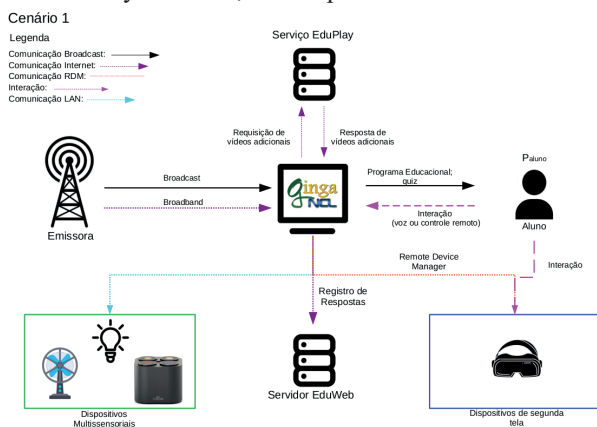 Cenário 1
Legenda
Comunicação Broadcast:
Comunicação Internet:
Comunicação RDM:
Interação:
Comunicação LAN:
Serviço EduPlay
Requisição de
vídeos adicionais
Resposta de
vídeos adicionais
Emissora
Broadcast
Broadband
Ginga
NCL
Programa Educacional;
quiz
Interação
(voz ou controle remoto)
Paluno
Aluno
Interação
Remote Device
Manager
Registro de
Respostas
Servidor EduWeb
Dispositivos
Multissensoriais
Dispositivos de segunda
tela